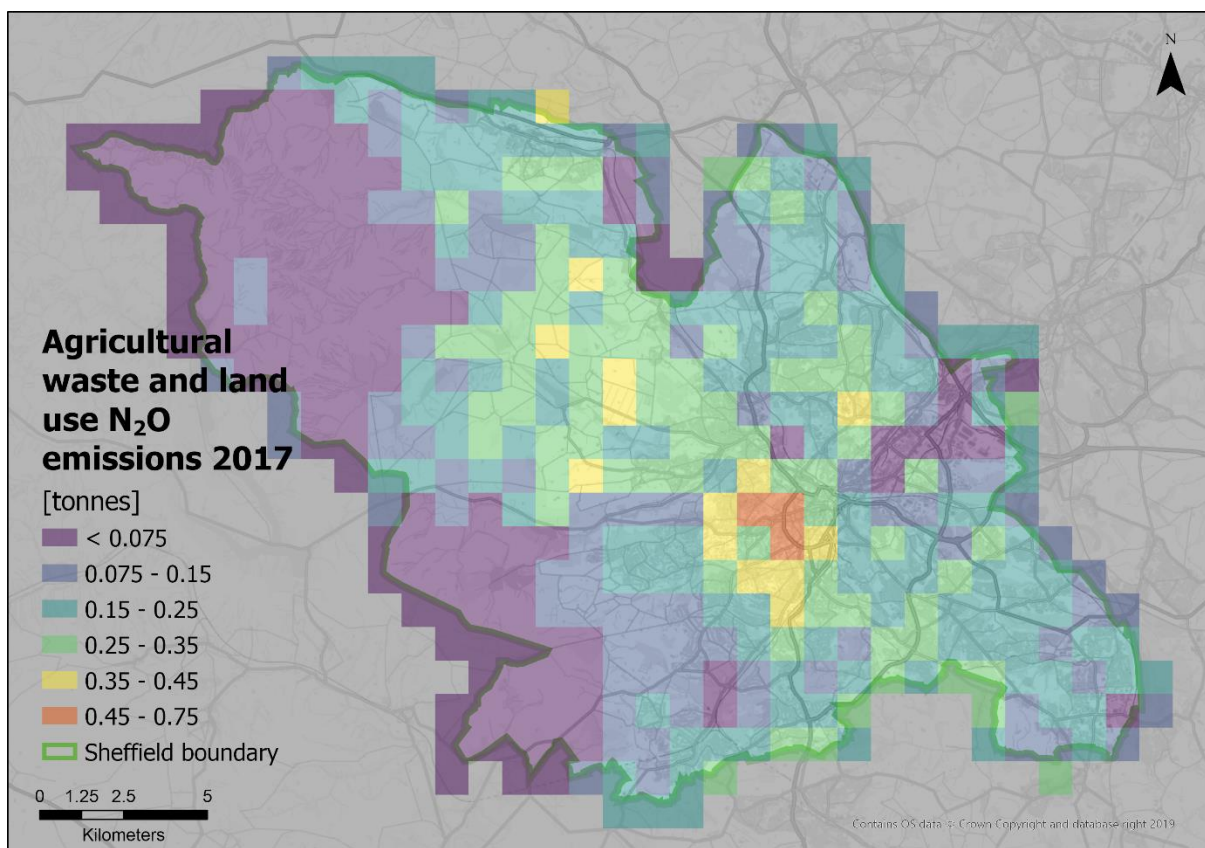 N
Agricultural
waste and land
use N₂O
emissions 2017
[tonnes]
< 0.075
0.075 - 0.15
0.15 - 0.25
0.25 - 0.35
0.35 - 0.45
0.45 - 0.75
Sheffield boundary
0 1.25 2.5 5
Kilometers
Contains OS data © Crown Copyright and database right 2019